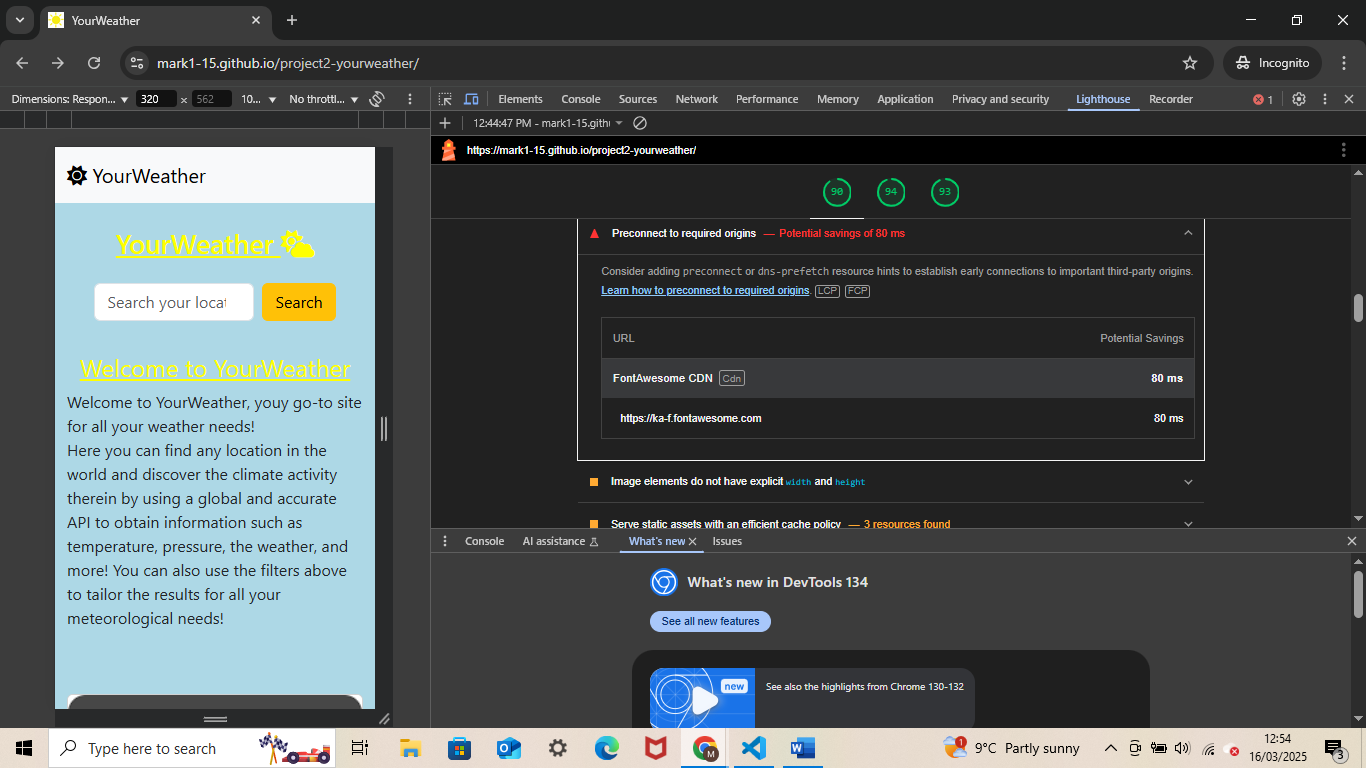 YourWeather
mark1-15.github.io/project2-yourweather/
Incognito
Dimensions: Respon...
320
×
562
10...
No throttl...
Elements
Console
Sources
Network
Performance
Memory
Application
Privacy and security
Lighthouse
Recorder
1
12:44:47 PM - mark1-15.gith
https://mark1-15.github.io/project2-yourweather/
90
94
93
YourWeather
YourWeather
Search your locat
Search
Welcome to YourWeather
Welcome to YourWeather, youy go-to site
for all your weather needs!
Here you can find any location in the
world and discover the climate activity
therein by using a global and accurate
API to obtain information such as
temperature, pressure, the weather, and
more! You can also use the filters above
to tailor the results for all your
meteorological needs!
Preconnect to required origins — Potential savings of 80 ms
Consider adding preconnect or dns-prefetch resource hints to establish early connections to important third-party origins.
Learn how to preconnect to required origins. LCP FCP
URL
Potential Savings
FontAwesome CDN Cdn
80 ms
https://ka-f.fontawesome.com
80 ms
Image elements do not have explicit width and height
Serve static assets with an efficient cache policy — 3 resources found
Console
AI assistance
What's new
Issues
What's new in DevTools 134
See all new features
new
See also the highlights from Chrome 130-132
Type here to search
M
W
1
9°C Partly sunny
12:54
16/03/2025
3